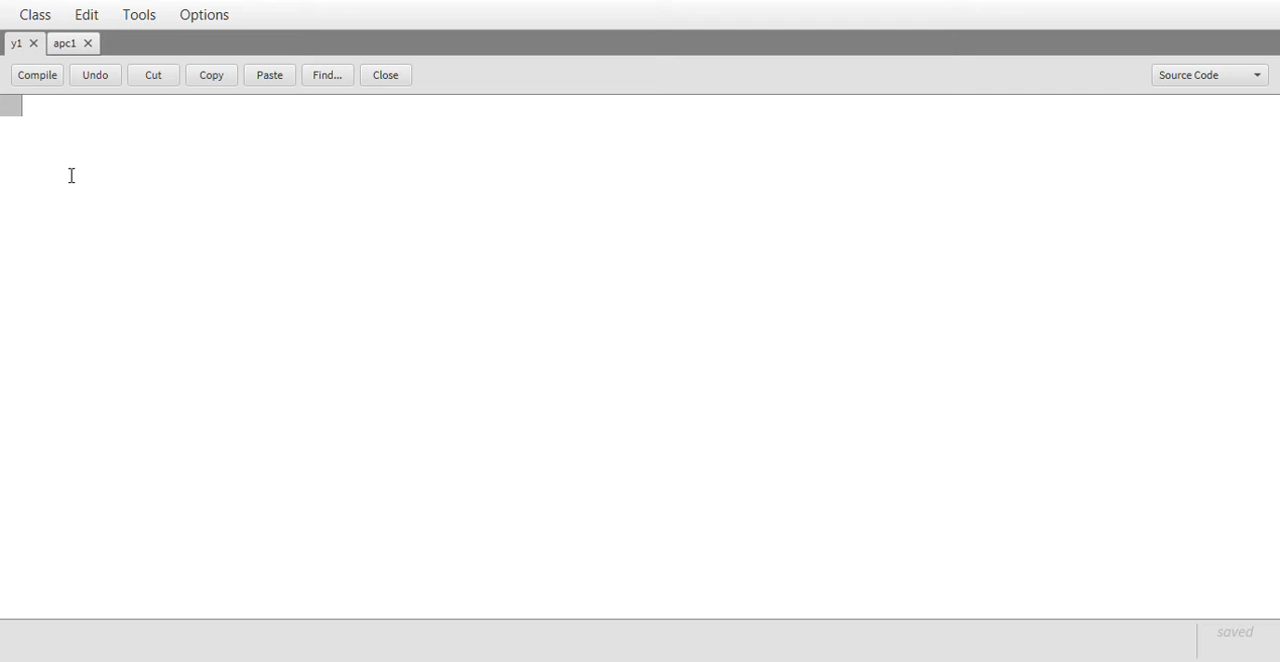 Class Edit Tools Options
y1 apc1
Compile Undo Cut Copy Paste Find... Close Source Code
saved